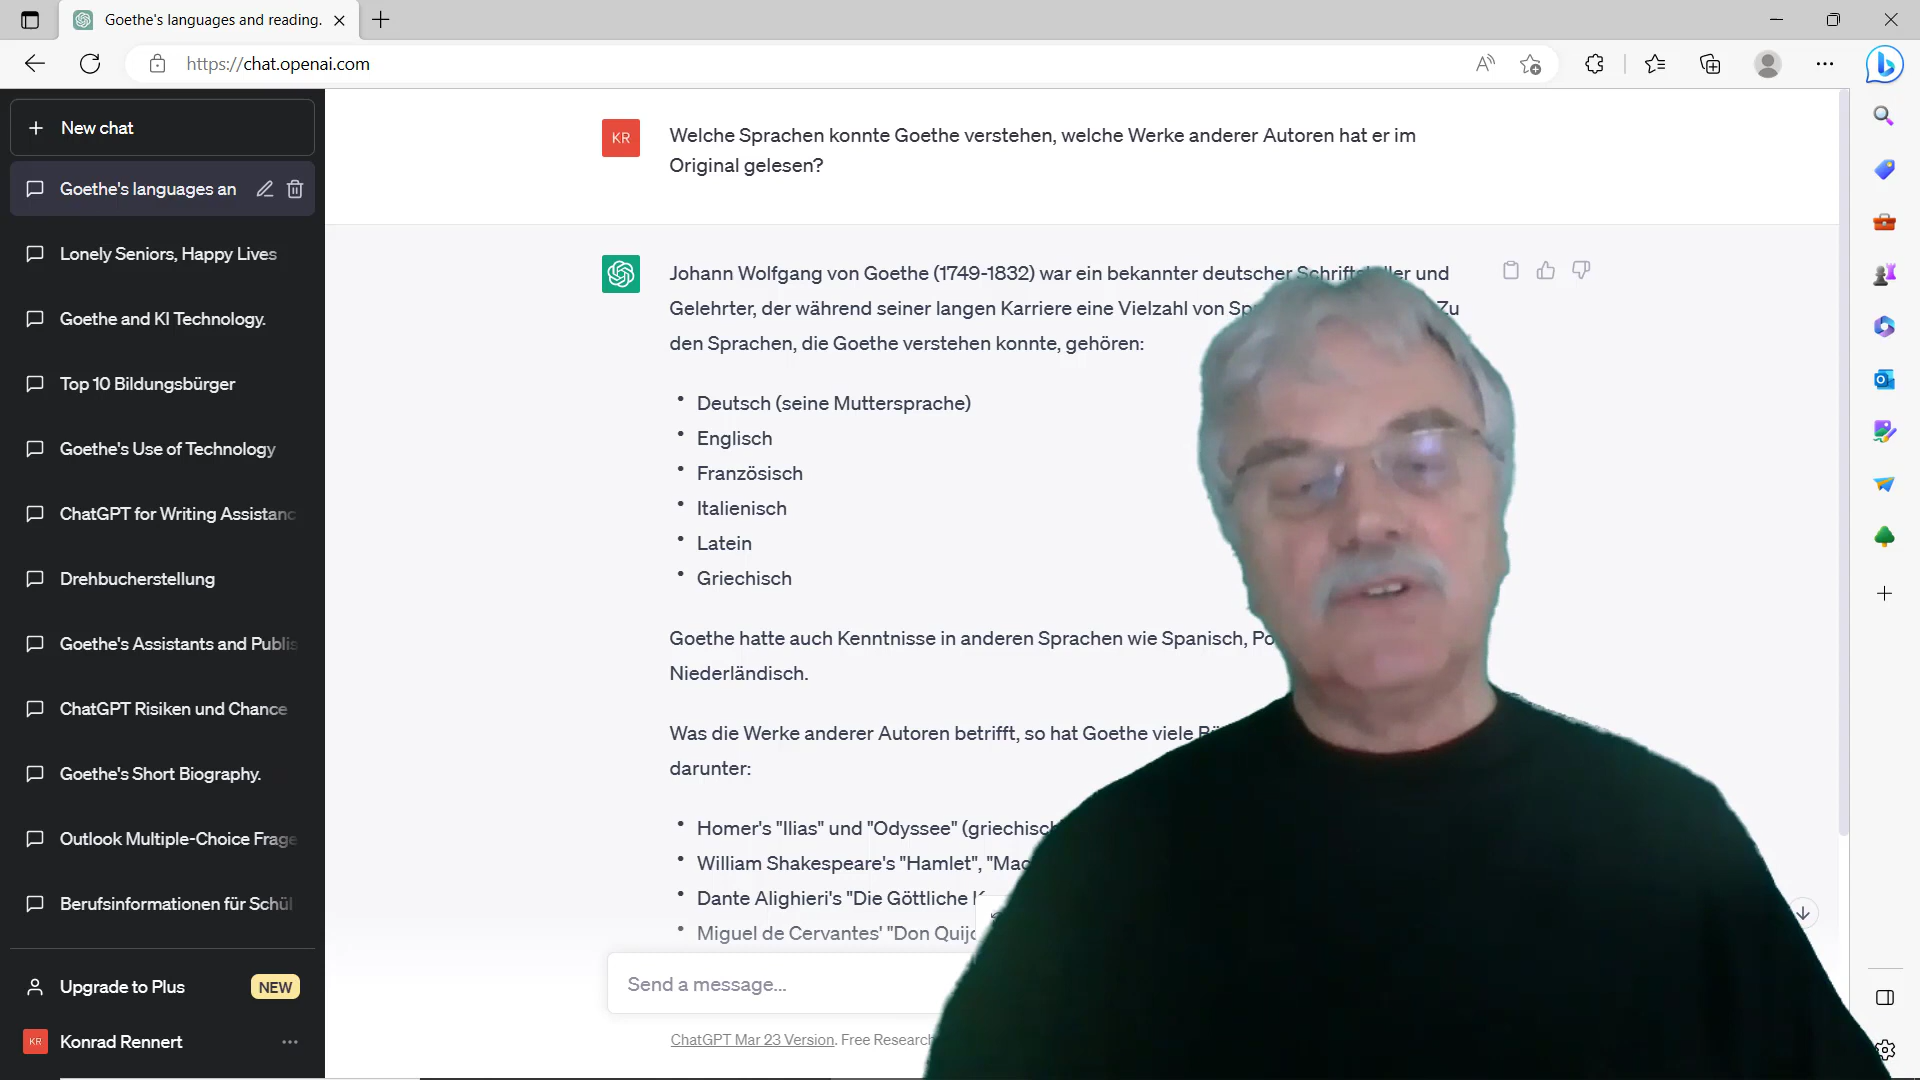 Goethe's languages and reading.
https://chat.openai.com
New chat
Goethe's languages an
Lonely Seniors, Happy Lives
Goethe and KI Technology.
Top 10 Bildungsbürger
Goethe's Use of Technology
ChatGPT for Writing Assistanc
Drehbucherstellung
Goethe's Assistants and Publis
ChatGPT Risiken und Chance
Goethe's Short Biography.
Outlook Multiple-Choice Frage
Berufsinformationen für Schül
Upgrade to Plus NEW
KR Konrad Rennert
KR
Welche Sprachen konnte Goethe verstehen, welche Werke anderer Autoren hat er im
Original gelesen?
Johann Wolfgang von Goethe (1749-1832) war ein bekannter deutscher und
Gelehrter, der während seiner langen Karriere eine Vielzahl von Zu
den Sprachen, die Goethe verstehen konnte, gehören:
• Deutsch (seine Muttersprache)
• Englisch
• Französisch
• Italienisch
• Latein
• Griechisch
Goethe hatte auch Kenntnisse in anderen Sprachen wie Spanisch,
Niederländisch.
Was die Werke anderer Autoren betrifft, so hat Goethe viele
darunter:
• Homer's "Ilias" und "Odyssee" (griechisch
• William Shakespeare's "Hamlet",
• Dante Alighieri's "Die Göttliche
• Miguel de Cervantes' "Don
Send a message...
ChatGPT Mar 23 Version. Free Research